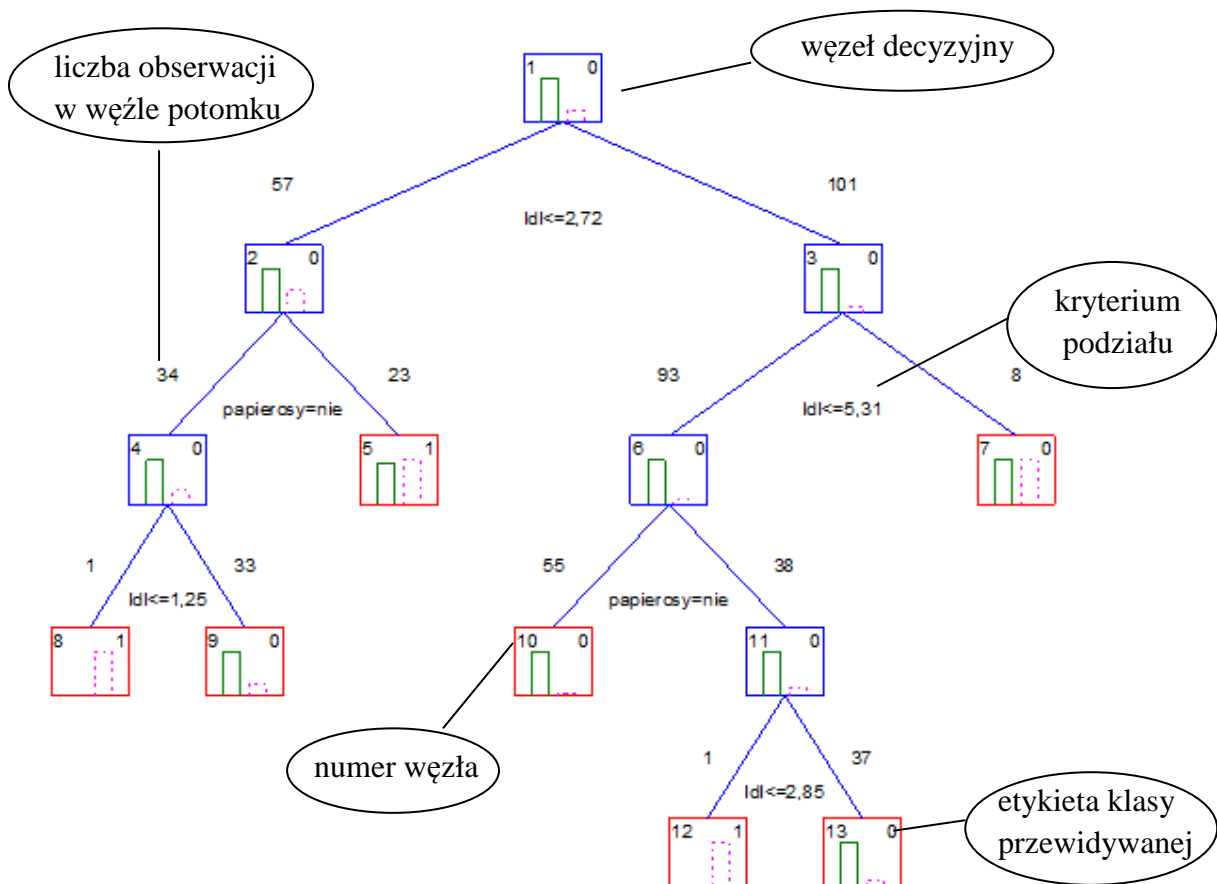 liczba obserwacji
w węźle potomku
węzeł decyzyjny
1 0
57
101
ldl<=2,72
2 0
3 0
kryterium
podziału
34
23
93
8
papierosy=nie
ldl<=5,31
4 0
5 1
6 0
7 0
1
33
55
38
ldl<=1,25
papierosy=nie
8 1
9 0
10 0
11 0
numer węzła
1
37
ldl<=2,85
etykieta klasy
przewidywanej
12 1
13 0